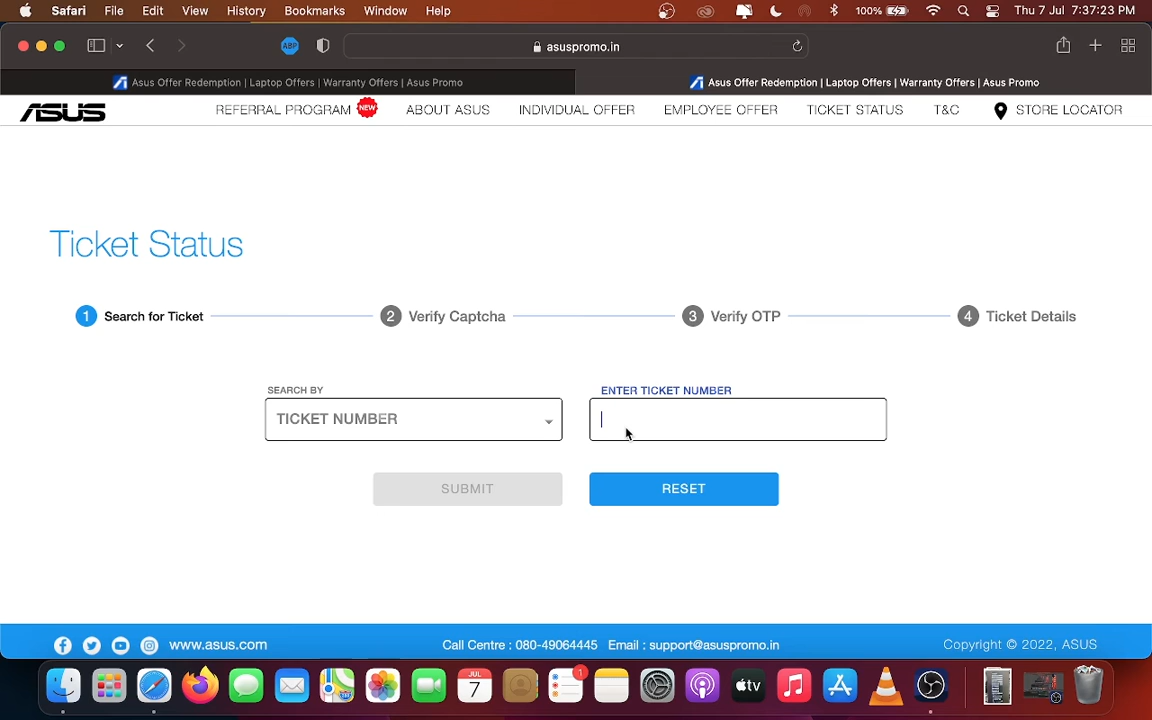 Safari File Edit View History Bookmarks Window Help 100% Thu 7 Jul 7:37:23 PM
ABP asuspromo.in
Asus Offer Redemption | Laptop Offers | Warranty Offers | Asus Promo Asus Offer Redemption | Laptop Offers | Warranty Offers | Asus Promo
ASUS REFERRAL PROGRAM NEW ABOUT ASUS INDIVIDUAL OFFER EMPLOYEE OFFER TICKET STATUS T&C STORE LOCATOR
Ticket Status
1 Search for Ticket 2 Verify Captcha 3 Verify OTP 4 Ticket Details
SEARCH BY ENTER TICKET NUMBER
TICKET NUMBER
SUBMIT RESET
www.asus.com Call Centre : 080-49064445 Email : support@asuspromo.in Copyright © 2022, ASUS
JUL 7 1 tv